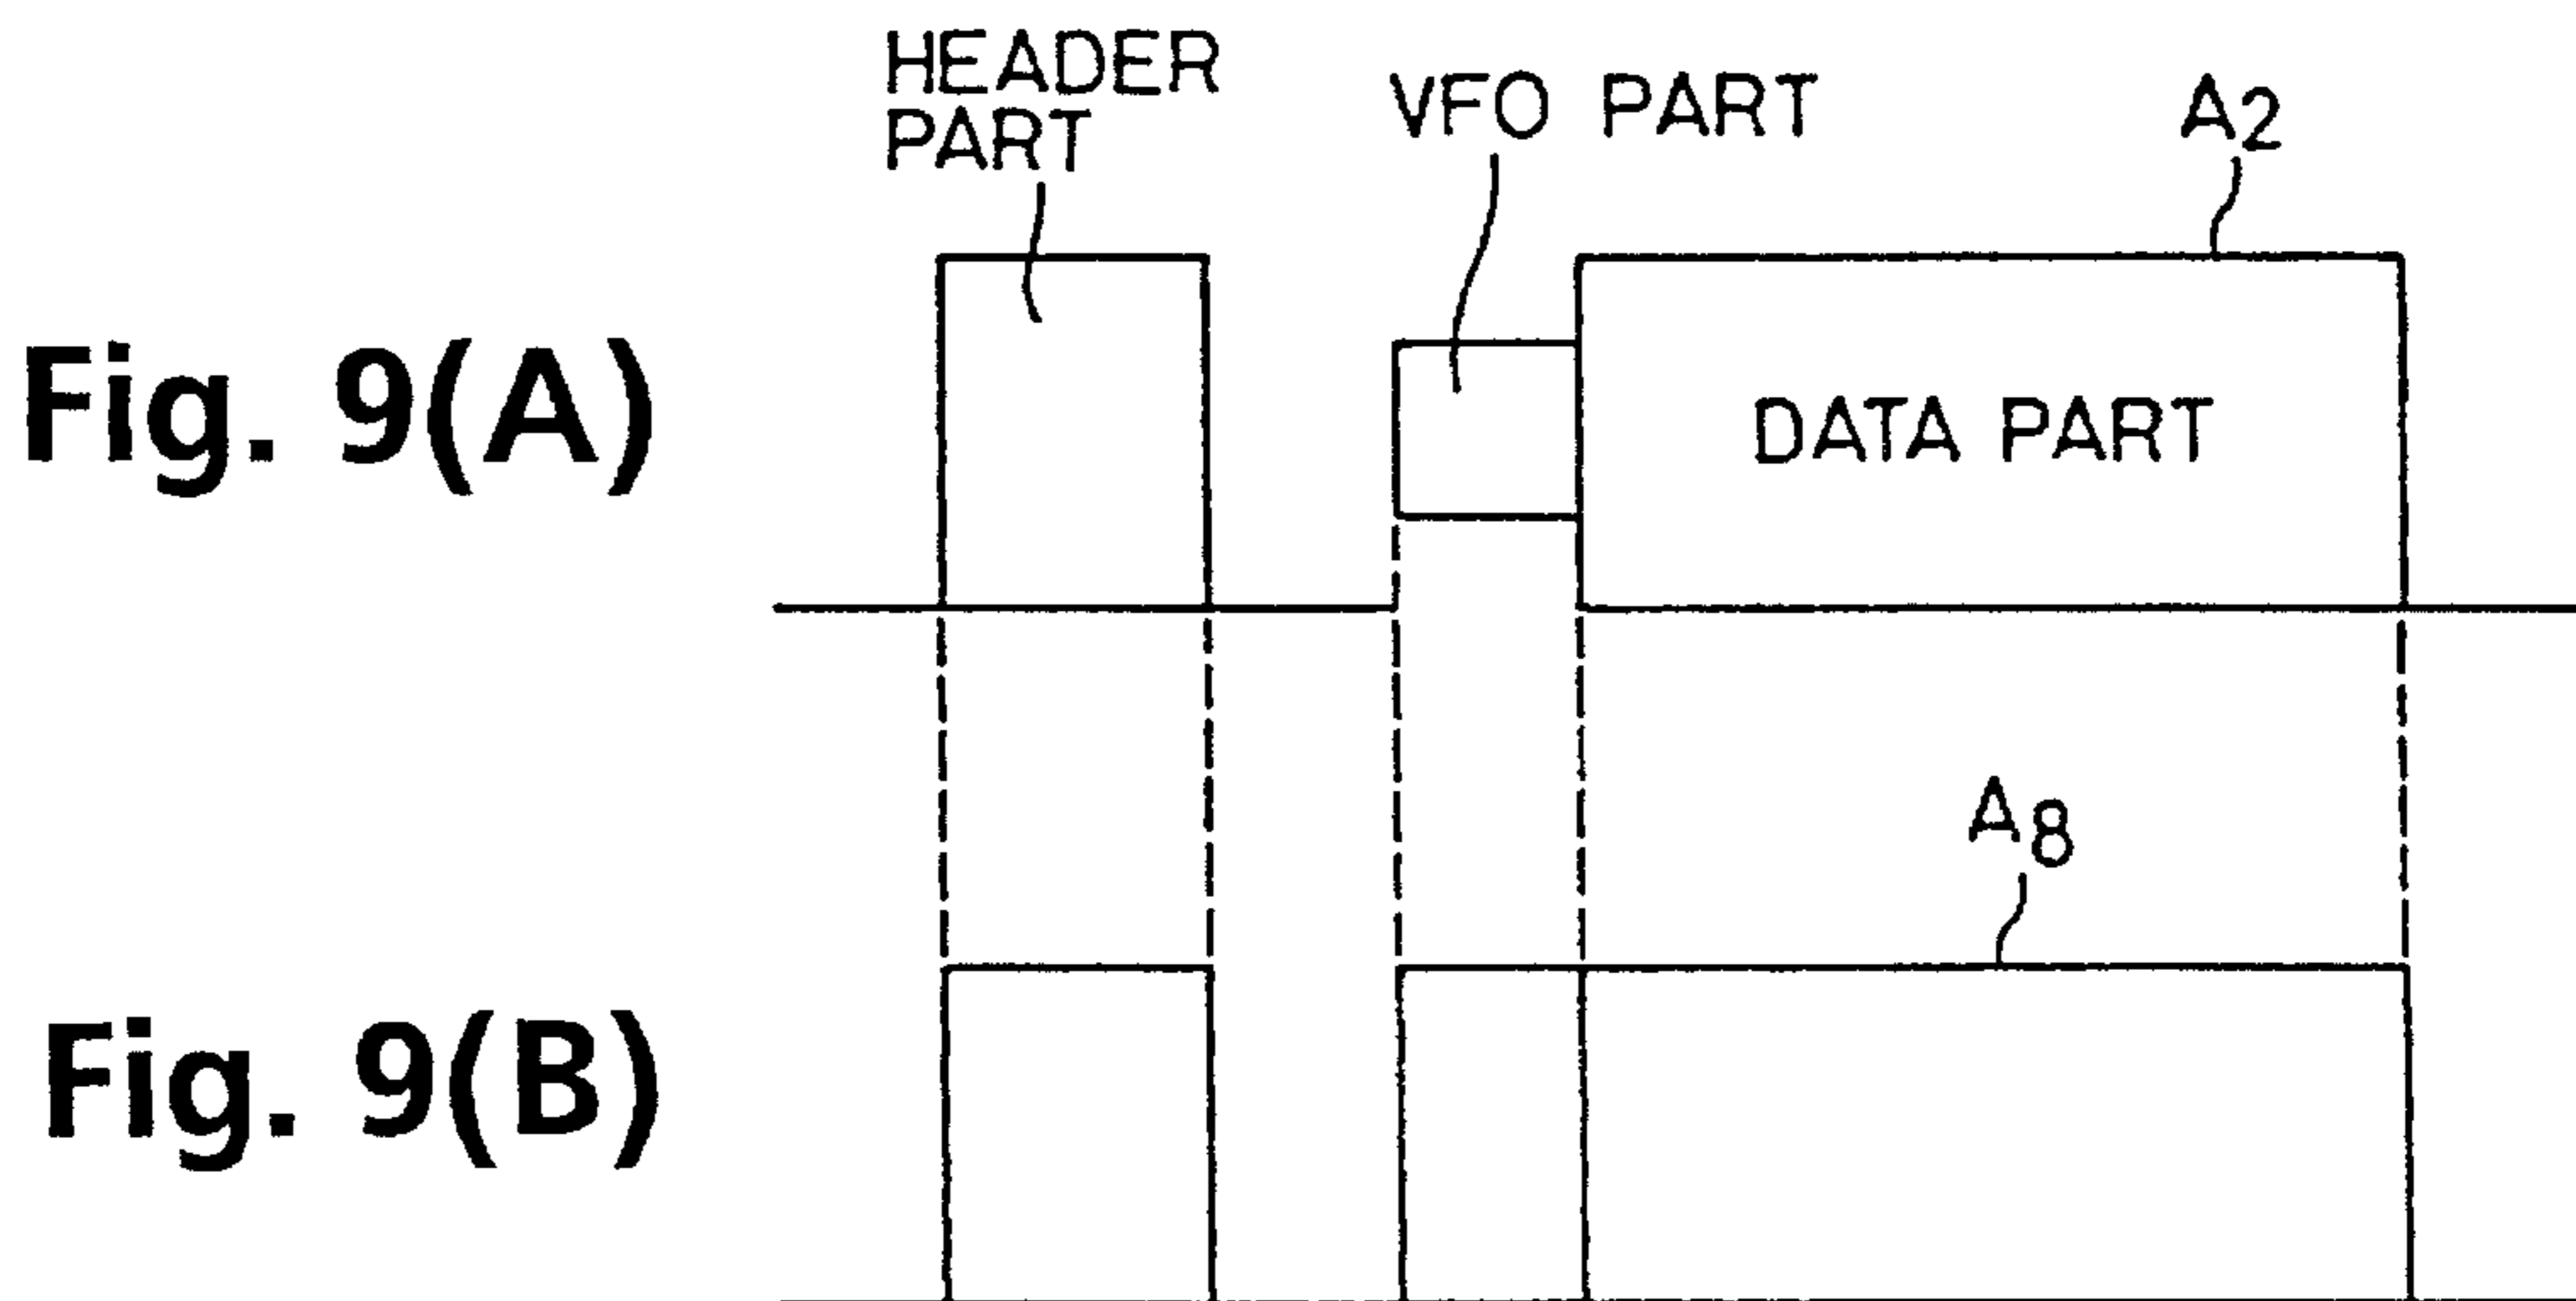 HEADER
PART
VFO PART
A2
Fig. 9(A)
DATA PART
A8
Fig. 9(B)